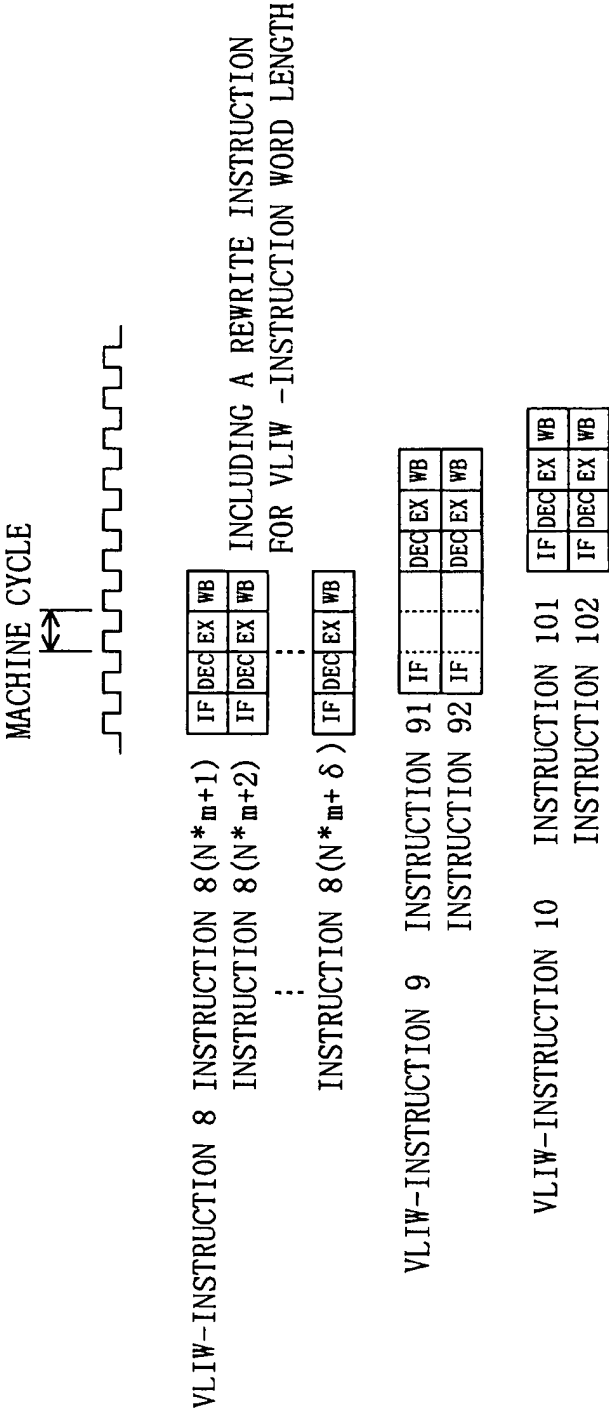 MACHINE CYCLE
VLIW-INSTRUCTION 8 INSTRUCTION 8(N*m+1) IF DEC EX WB
INSTRUCTION 8(N*m+2) IF DEC EX WB
INCLUDING A REWRITE INSTRUCTION
FOR VLIW -INSTRUCTION WORD LENGTH
INSTRUCTION 8(N*m+ δ) IF DEC EX WB
VLIW-INSTRUCTION 9 INSTRUCTION 91 IF DEC EX WB
INSTRUCTION 92 IF DEC EX WB
VLIW-INSTRUCTION 10 INSTRUCTION 101 IF DEC EX WB
INSTRUCTION 102 IF DEC EX WB